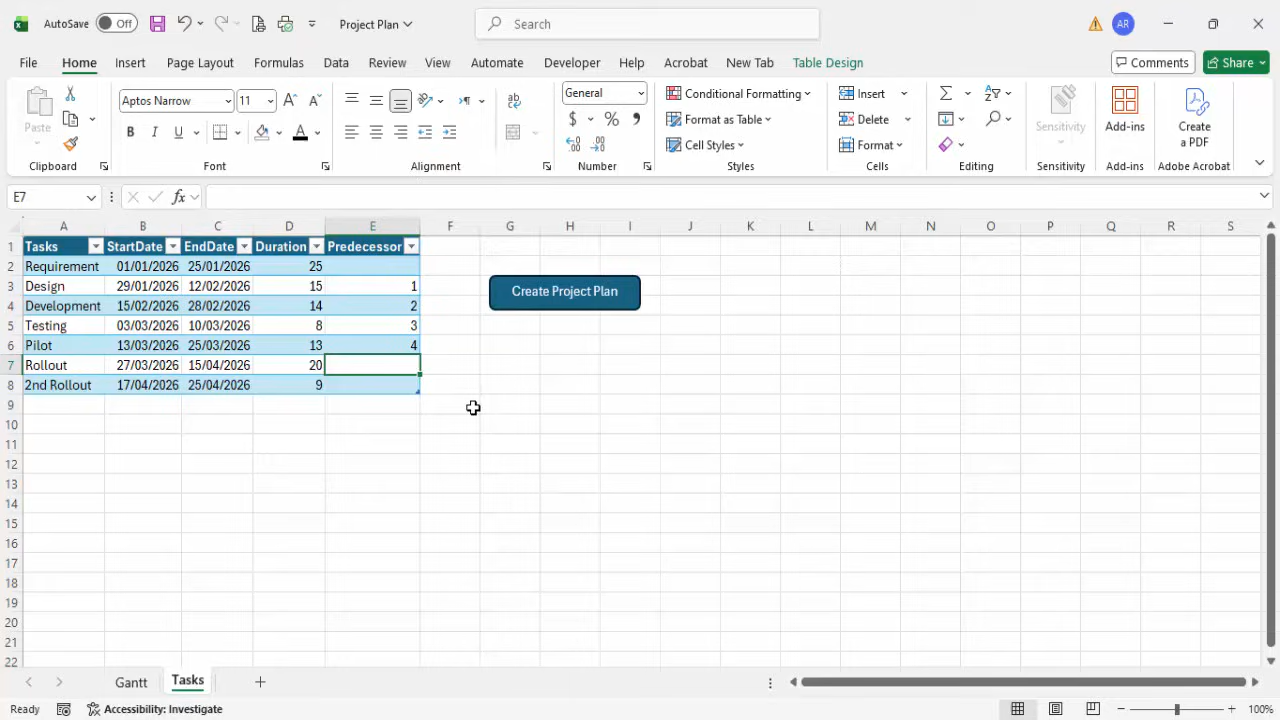 AutoSave Off Project Plan Search AR
File Home Insert Page Layout Formulas Data Review View Automate Developer Help Acrobat New Tab Table Design Comments Share
Paste Aptos Narrow 11 General Conditional Formatting Insert Sensitivity Add-ins Create a PDF
B I U A $ % Format as Table Delete
Cell Styles Format
Clipboard Font Alignment Number Styles Cells Editing Sensitivity Add-ins Adobe Acrobat
E7 fx
A B C D E F G H I J K L M N O P Q R S
1 Tasks StartDate EndDate Duration Predecessor
2 Requirement 01/01/2026 25/01/2026 25
3 Design 29/01/2026 12/02/2026 15 1 Create Project Plan
4 Development 15/02/2026 28/02/2026 14 2
5 Testing 03/03/2026 10/03/2026 8 3
6 Pilot 13/03/2026 25/03/2026 13 4
7 Rollout 27/03/2026 15/04/2026 20
8 2nd Rollout 17/04/2026 25/04/2026 9
9
10
11
12
13
14
15
16
17
18
19
20
21
22
Gantt Tasks
Ready Accessibility: Investigate 100%